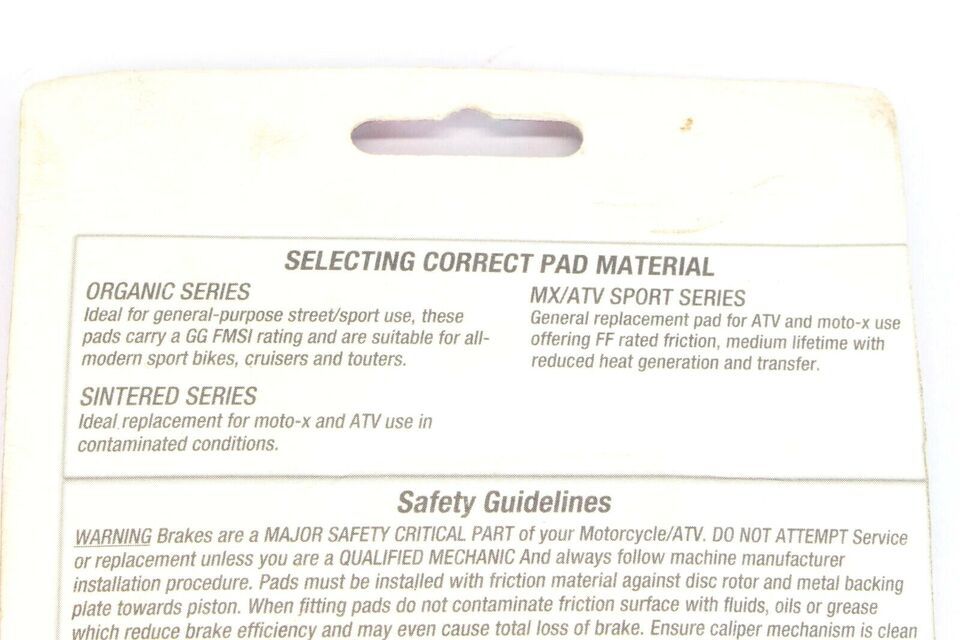 SELECTING CORRECT PAD MATERIAL
ORGANIC SERIES
Ideal for general-purpose street/sport use, these
pads carry a GG FMSI rating and are suitable for all-
modern sport bikes, cruisers and touters.
SINTERED SERIES
Ideal replacement for moto-x and ATV use in
contaminated conditions.
MX/ATV SPORT SERIES
General replacement pad for ATV and moto-x use
offering FF rated friction, medium lifetime with
reduced heat generation and transfer.
Safety Guidelines
WARNING Brakes are a MAJOR SAFETY CRITICAL PART of your Motorcycle/ATV. DO NOT ATTEMPT Service
or replacement unless you are a QUALIFIED MECHANIC And always follow machine manufacturer
installation procedure. Pads must be installed with friction material against disc rotor and metal backing
plate towards piston. When fitting pads do not contaminate friction surface with fluids, oils or grease
which reduce brake efficiency and may even cause total loss of brake. Ensure caliper mechanism is clean